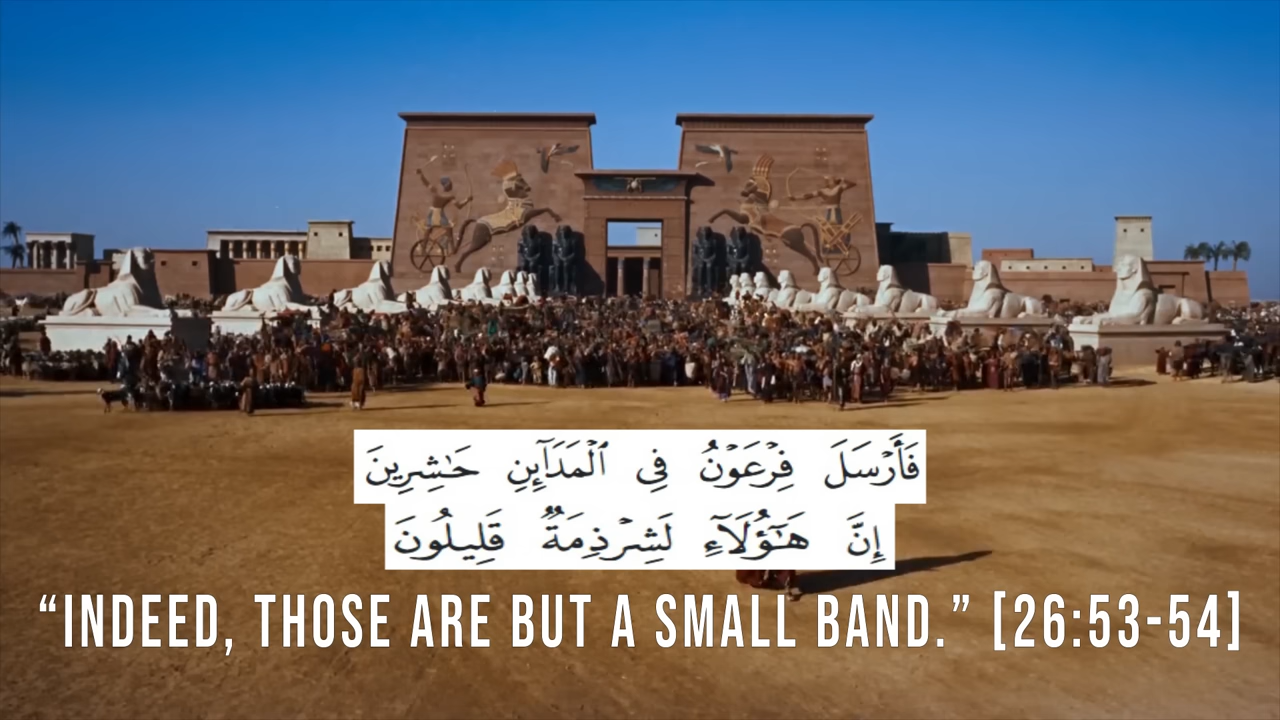 فَأَرْسَلَ فِرْعَوْنُ فِى ٱلْمَدَآئِنِ حَـٰشِرِينَ
إِنَّ هَـٰٓؤُلَآءِ لَشِرْذِمَةٌ قَلِيلُونَ
“INDEED, THOSE ARE BUT A SMALL BAND.” [26:53-54]